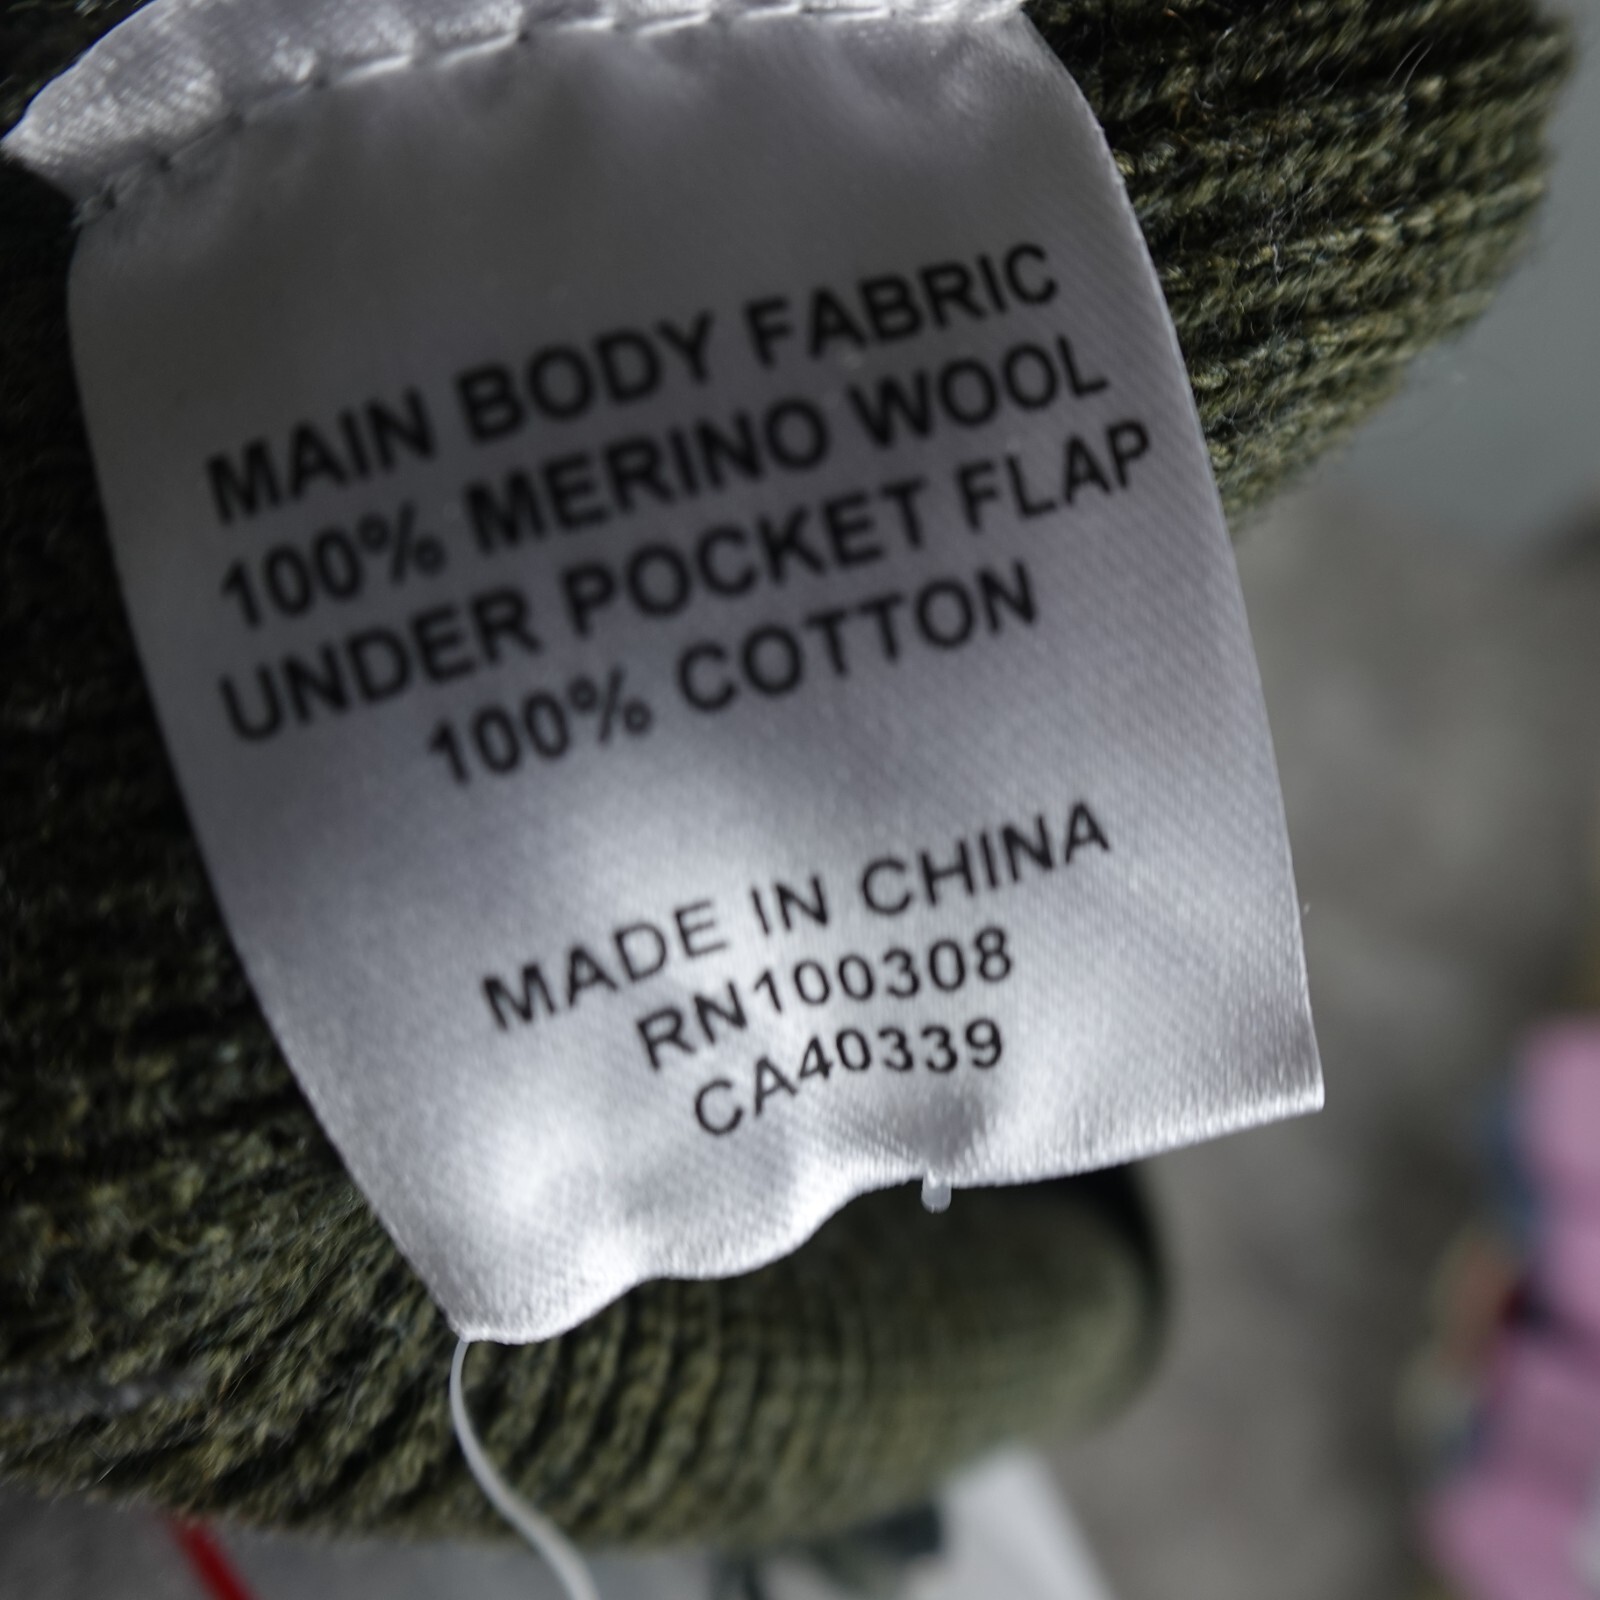 MAIN BODY FABRIC
100% MERINO WOOL
UNDER POCKET FLAP
100% COTTON
MADE IN CHINA
RN100308
CA40339